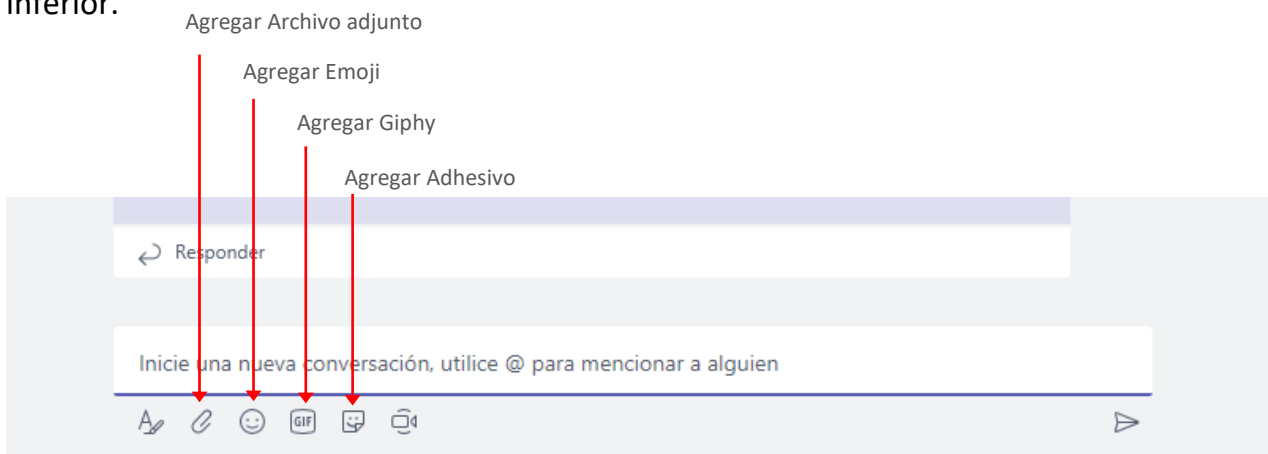 inferior.
Agregar Archivo adjunto
Agregar Emoji
Agregar Giphy
Agregar Adhesivo
Responder
Inicie una nueva conversación, utilice @ para mencionar a alguien
GIF